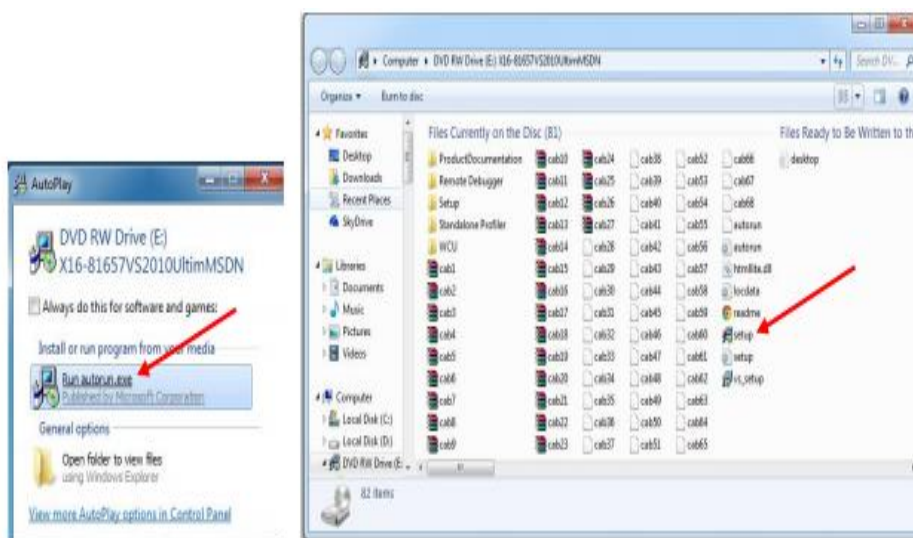 AutoPlay
DVD RW Drive (E:)
X16-81657VS2010UltimMSDN
Always do this for software and games:
Install or run program from your media
Run autorun.exe
Published by Microsoft Corporation
General options
Open folder to view files
using Windows Explorer
View more AutoPlay options in Control Panel
Computer DVD RW Drive (E:) X16-81657VS2010UltimMSDN
Search DV...
Organize Burn to disc
Favorites
Desktop
Downloads
Recent Places
SkyDrive
Libraries
Documents
Music
Pictures
Videos
Computer
Local Disk (C:)
Local Disk (D:)
DVD RW Drive (E:
Files Currently on the Disc (81)
Files Ready to Be Written to th
ProductDocumentation cab10 cab24 cab38 cab52 cab66 desktop
Remote Debugger cab11 cab25 cab39 cab53 cab67
Setup cab12 cab26 cab40 cab54 cab68
Standalone Profiler cab13 cab27 cab41 cab55 autorun
WCU cab14 cab28 cab42 cab56 autorun
cab1 cab15 cab29 cab43 cab57 htmllite.dll
cab2 cab16 cab30 cab44 cab58 locdata
cab3 cab17 cab31 cab45 cab59 readme
cab4 cab18 cab32 cab46 cab60 setup
cab5 cab19 cab33 cab47 cab61 setup
cab6 cab20 cab34 cab48 cab62 vs_setup
cab7 cab21 cab35 cab49 cab63
cab8 cab22 cab36 cab50 cab64
cab9 cab23 cab37 cab51 cab65
82 items